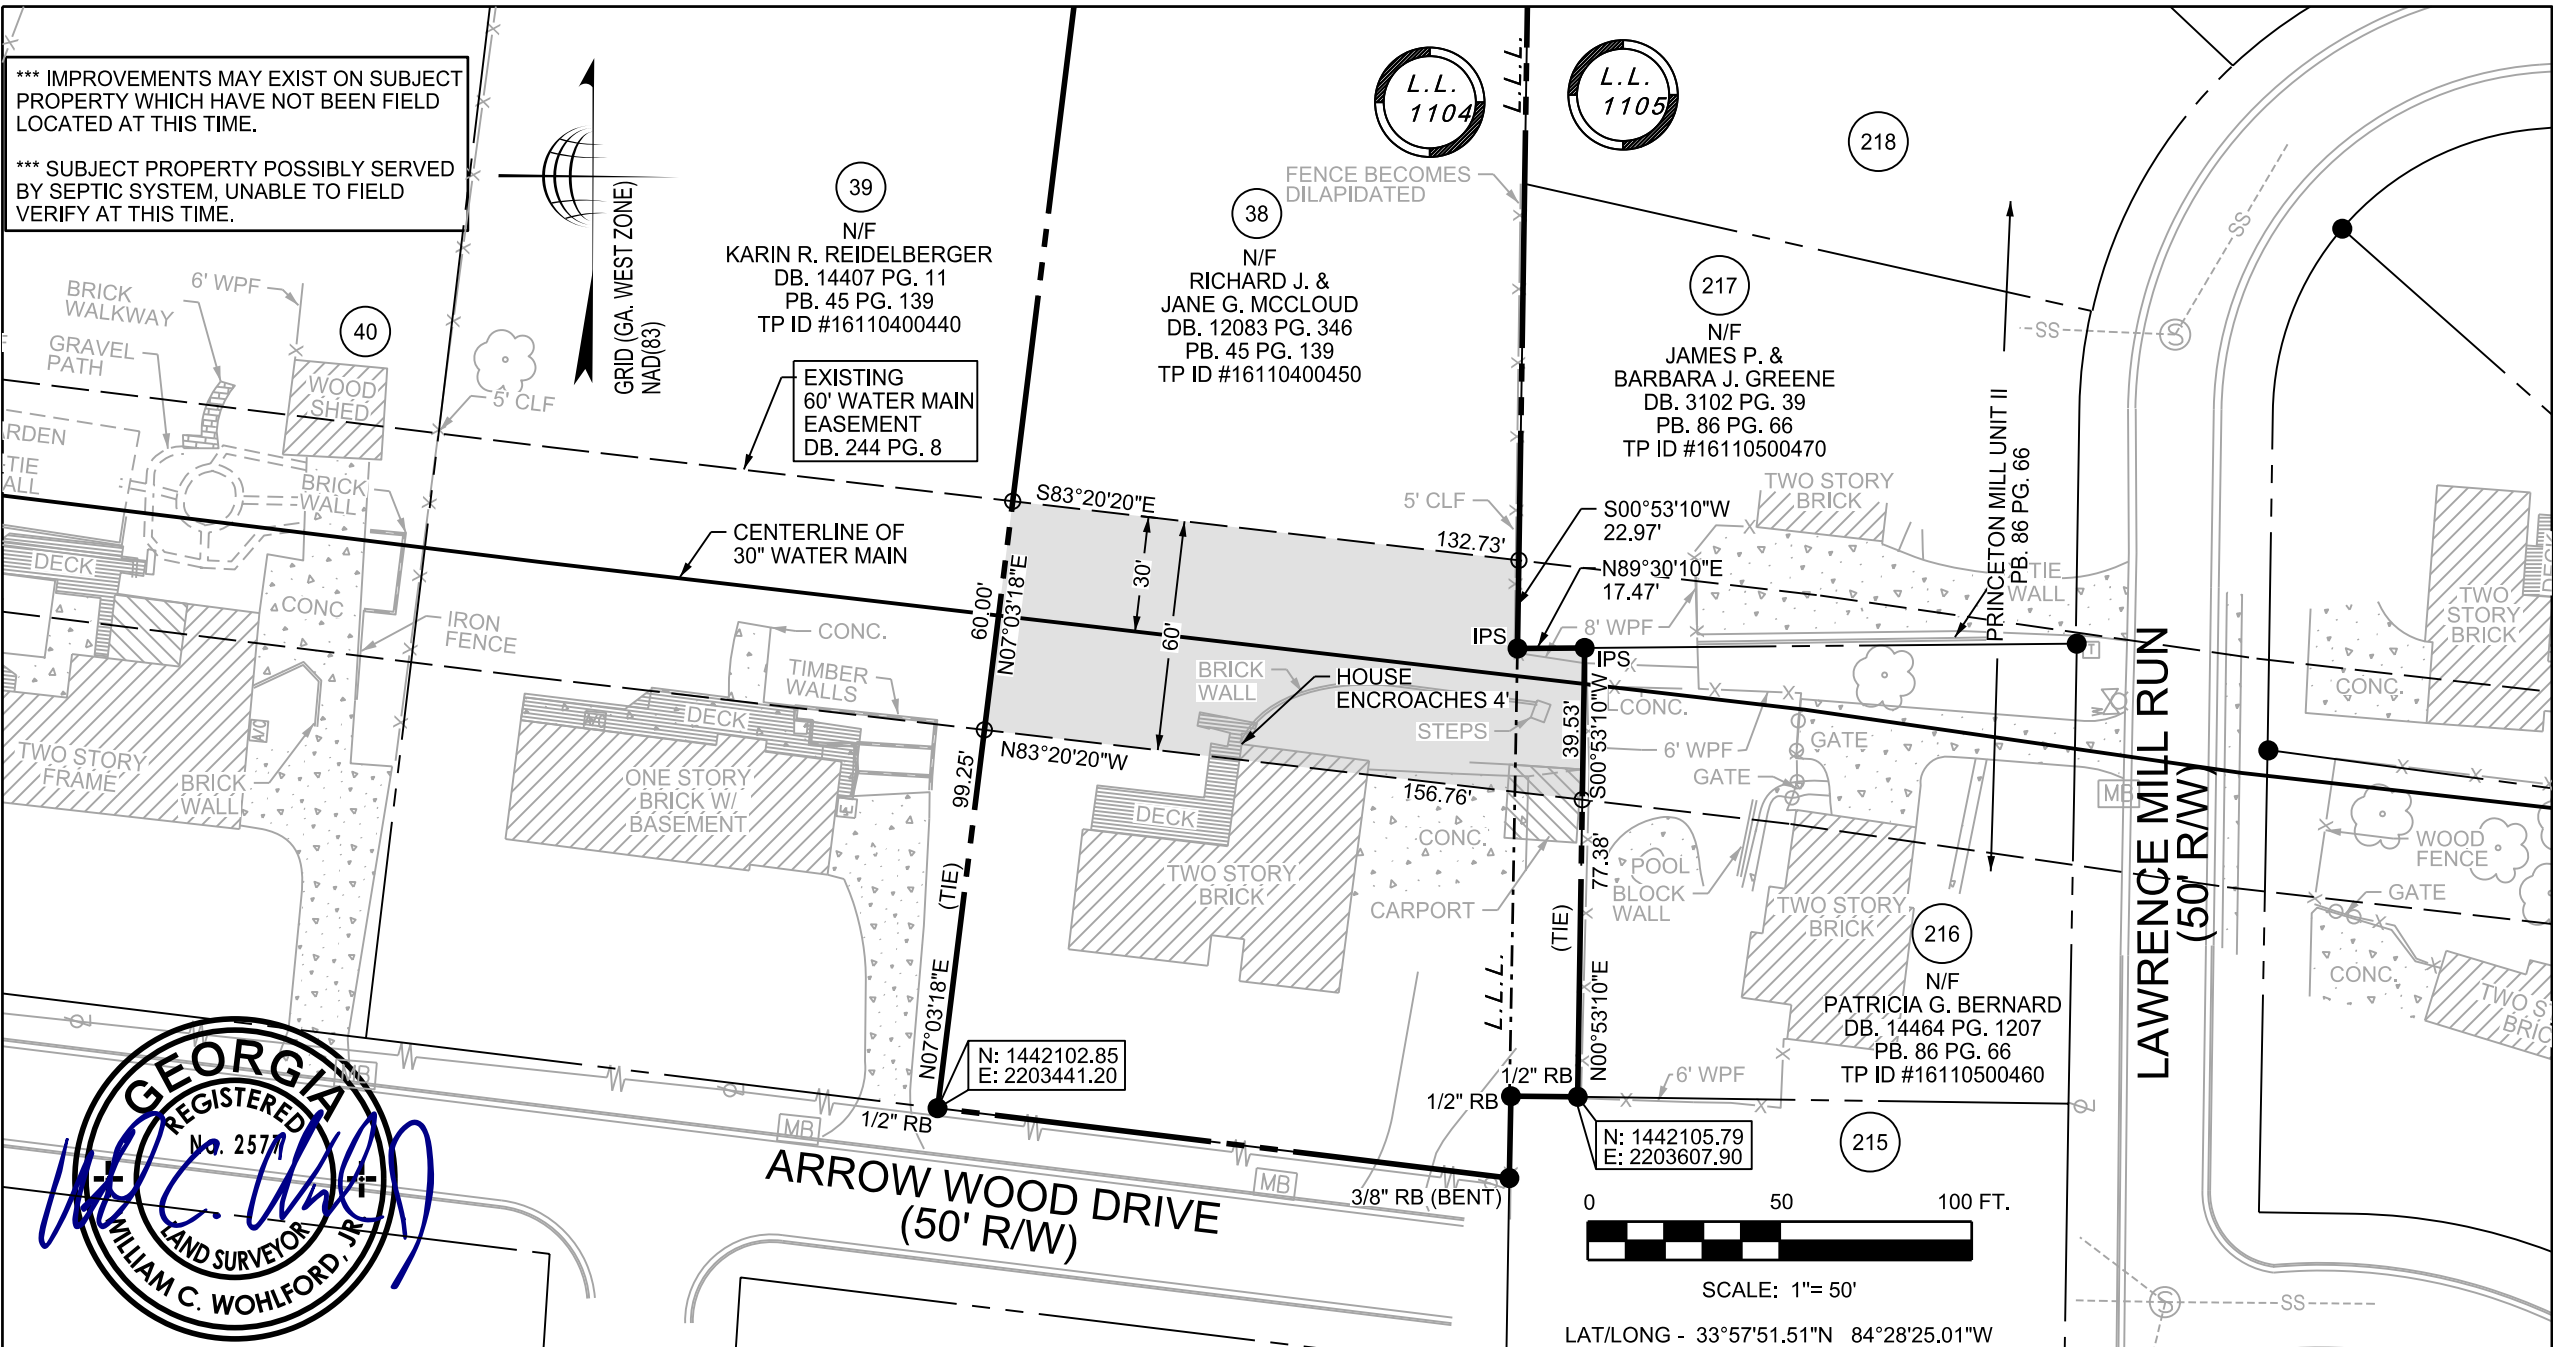 *** IMPROVEMENTS MAY EXIST ON SUBJECT
PROPERTY WHICH HAVE NOT BEEN FIELD
LOCATED AT THIS TIME.
*** SUBJECT PROPERTY POSSIBLY SERVED
BY SEPTIC SYSTEM, UNABLE TO FIELD
VERIFY AT THIS TIME.
GRID (GA. WEST ZONE)
NAD(83)
39
N/F
KARIN R. REIDELBERGER
DB. 14407 PG. 11
PB. 45 PG. 139
TP ID #16110400440
EXISTING
60' WATER MAIN
EASEMENT
DB. 244 PG. 8
38
N/F
RICHARD J. &
JANE G. MCCLOUD
DB. 12083 PG. 346
PB. 45 PG. 139
TP ID #16110400450
L.L.
1104
L.L.L.
L.L.
1105
FENCE BECOMES
DILAPIDATED
218
217
N/F
JAMES P. &
BARBARA J. GREENE
DB. 3102 PG. 39
PB. 86 PG. 66
TP ID #16110500470
PRINCETON MILL UNIT II
PB. 86 PG. 66
SS
SS
S
BRICK
WALKWAY
6' WPF
GRAVEL
PATH
40
WOOD
SHED
5' CLF
RDEN
TIE
ALL
BRICK
WALL
DECK
CONC
IRON
FENCE
TWO STORY
FRAME
A/C
BRICK
WALL
CENTERLINE OF
30" WATER MAIN
CONC.
TIMBER
WALLS
DECK
ONE STORY
BRICK W/
BASEMENT
E
S83°20'20"E
132.73'
30'
60'
60.00'
N07°03'18"E
N83°20'20"W
156.76'
99.25'
(TIE)
N07°03'18"E
5' CLF
S00°53'10"W
22.97'
N89°30'10"E
17.47'
IPS
IPS
8' WPF
BRICK
WALL
HOUSE
ENCROACHES 4'
STEPS
39.53'
S00°53'10"W
CONC.
6' WPF
GATE
GATE
TWO STORY
BRICK
TIE
WALL
T
W
DECK
TWO STORY
BRICK
CONC.
CARPORT
77.38'
(TIE)
N00°53'10"E
POOL
BLOCK
WALL
TWO STORY
BRICK
216
N/F
PATRICIA G. BERNARD
DB. 14464 PG. 1207
PB. 86 PG. 66
TP ID #16110500460
6' WPF
215
MB
LAWRENCE MILL RUN
(50' R/W)
TWO
STORY
BRICK
DECK
CONC.
WOOD
FENCE
GATE
CONC.
TWO S
BRIC
L.L.L.
1/2" RB
1/2" RB
N: 1442102.85
E: 2203441.20
1/2" RB
N: 1442105.79
E: 2203607.90
3/8" RB (BENT)
MB
MB
MB
ARROW WOOD DRIVE
(50' R/W)
GEORGIA
REGISTERED
No. 2577
LAND SURVEYOR
WILLIAM C. WOHLFORD, JR
0 50 100 FT.
SCALE: 1"= 50'
LAT/LONG - 33°57'51.51"N 84°28'25.01"W
S
SS